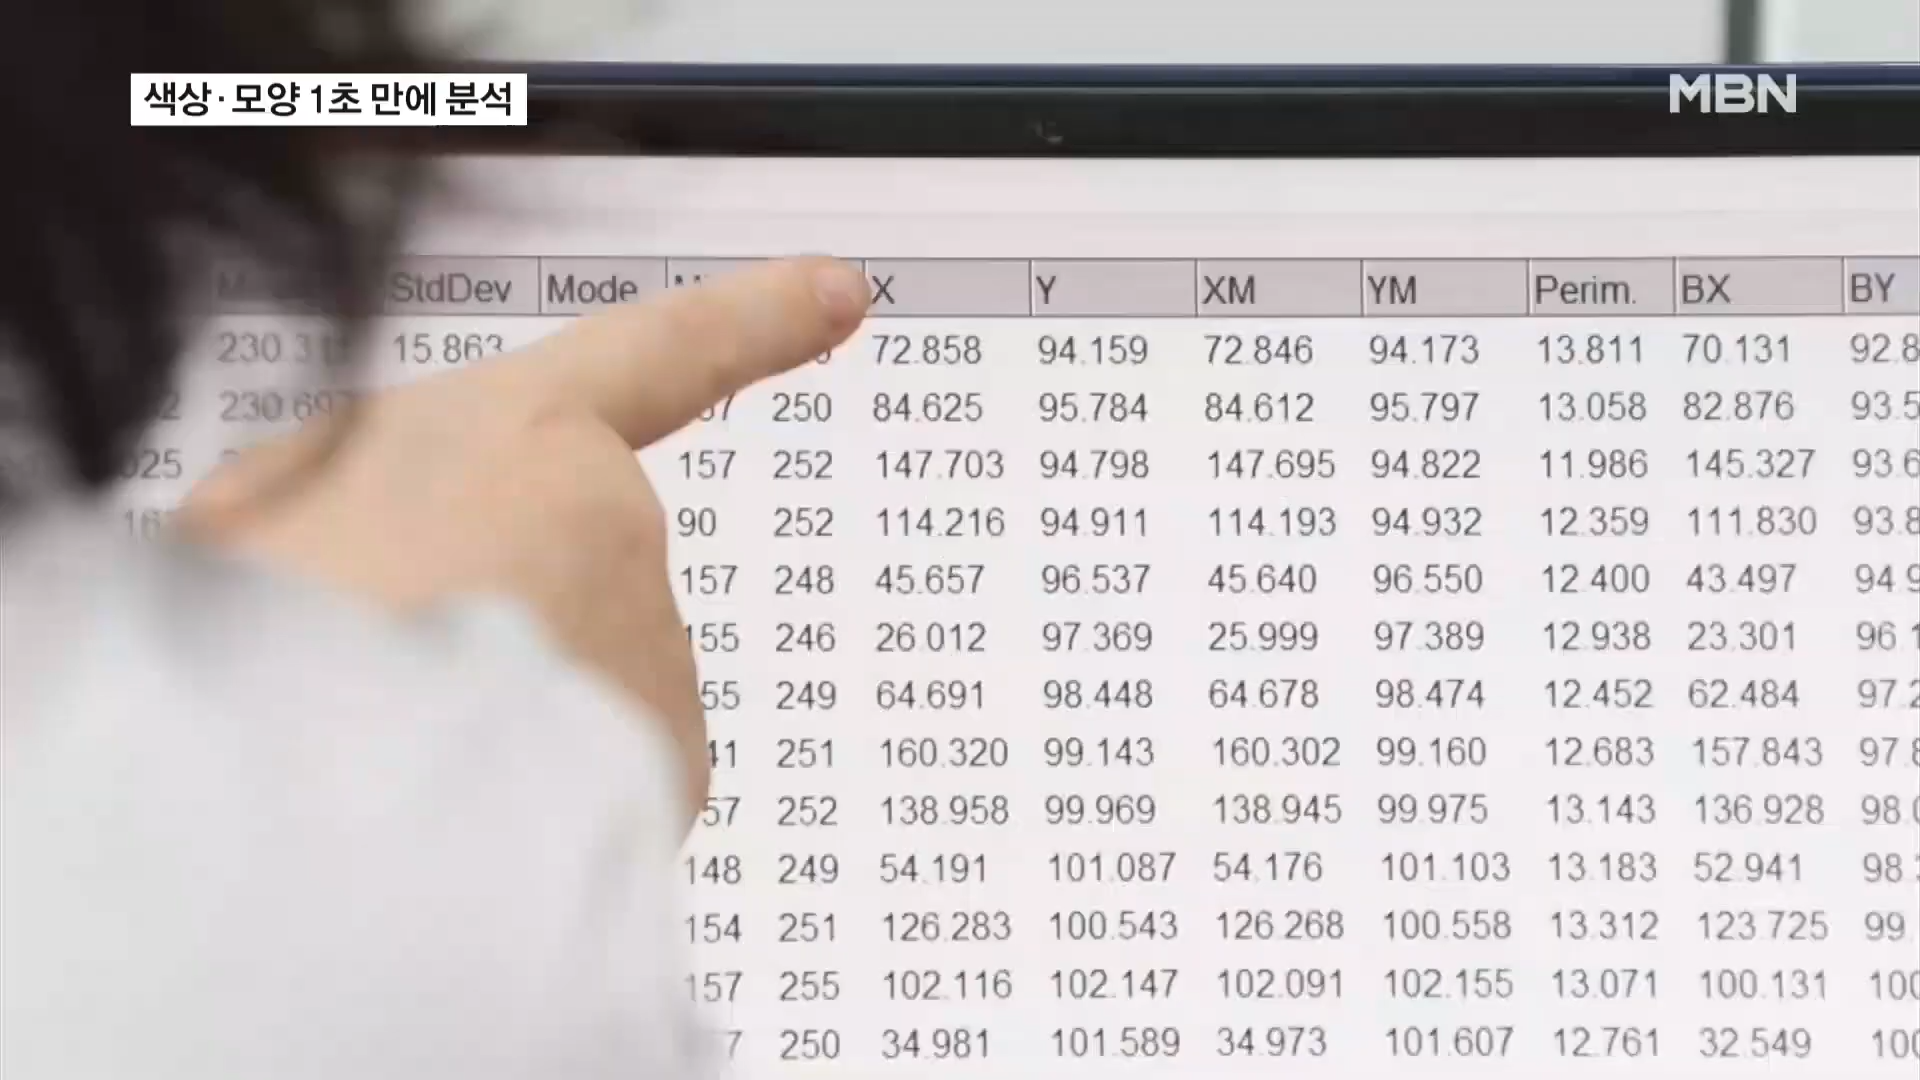 색상·모양 1초 만에 분석
MBN
StdDev Mode X Y XM YM Perim. BX BY
15.863 72.858 94.159 72.846 94.173 13.811 70.131
250 84.625 95.784 84.612 95.797 13.058 82.876
157 252 147.703 94.798 147.695 94.822 11.986 145.327
90 252 114.216 94.911 114.193 94.932 12.359 111.830
157 248 45.657 96.537 45.640 96.550 12.400 43.497
155 246 26.012 97.369 25.999 97.389 12.938 23.301
249 64.691 98.448 64.678 98.474 12.452 62.484
251 160.320 99.143 160.302 99.160 12.683 157.843
252 138.958 99.969 138.945 99.975 13.143 136.928
148 249 54.191 101.087 54.176 101.103 13.183 52.941
154 251 126.283 100.543 126.268 100.558 13.312 123.725
157 255 102.116 102.147 102.091 102.155 13.071 100.131
250 34.981 101.589 34.973 101.607 12.761 32.549